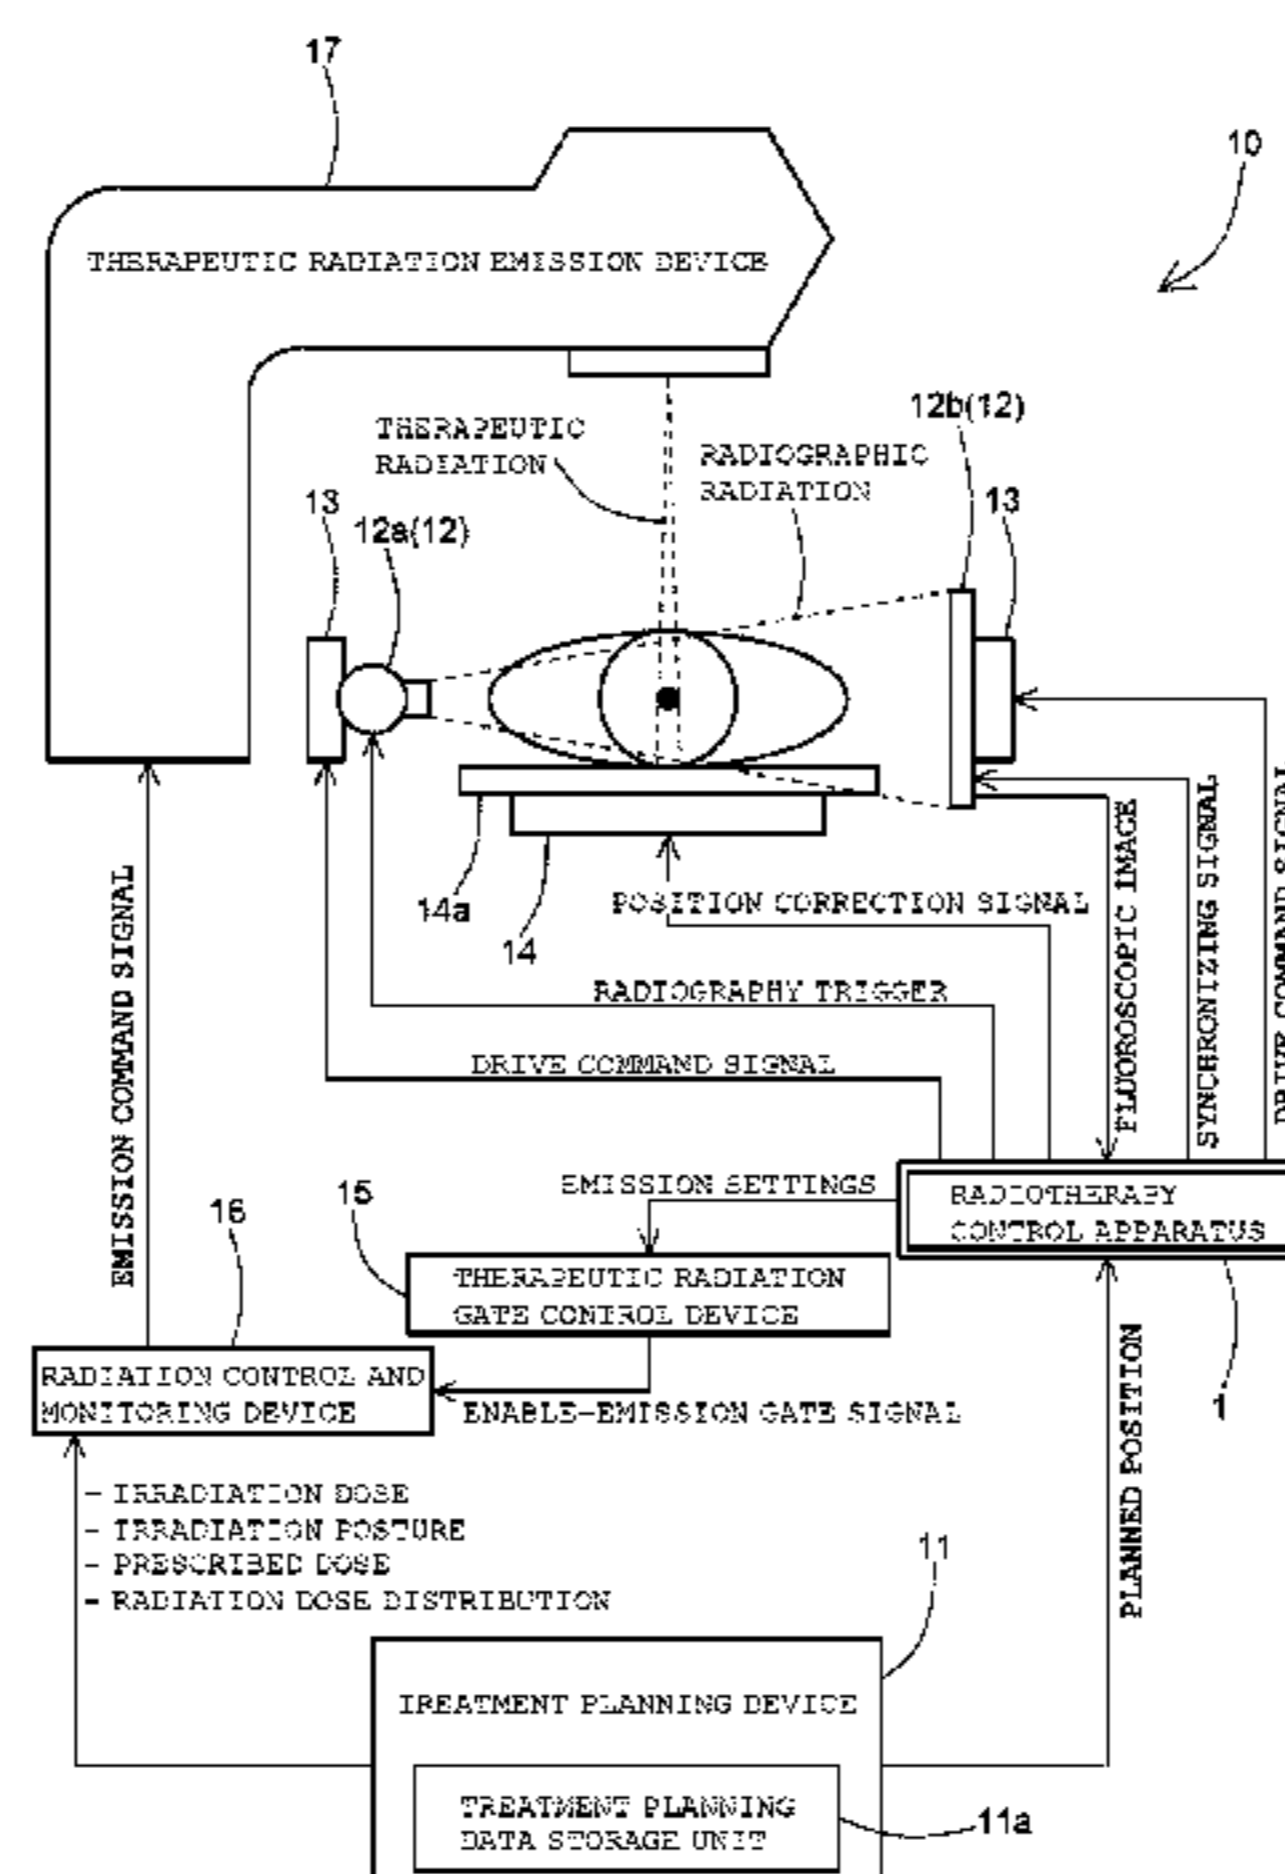 17
10
THERAPEUTIC RADIATION EMISSION DEVICE
12b(12)
THERAPEUTIC
RADIATION
RADIOGRAPHIC
RADIATION
13
12a(12)
13
14a
14
POSITION CORRECTION SIGNAL
RADIOGRAPHY TRIGGER
DRIVE COMMAND SIGNAL
EMISSION COMMAND SIGNAL
FLUOROSCOPIC IMAGE
SYNCHRONIZING SIGNAL
DRIVE COMMAND SIGNAL
EMISSION SETTINGS
RADIOTHERAPY
CONTROL APPARATUS
15
16
THERAPEUTIC RADIATION
GATE CONTROL DEVICE
1
RADIATION CONTROL AND
MONITORING DEVICE
ENABLE-EMISSION GATE SIGNAL
PLANNED POSITION
- IRRADIATION DOSE
- IRRADIATION POSTURE
- PRESCRIBED DOSE
- RADIATION DOSE DISTRIBUTION
11
TREATMENT PLANNING DEVICE
TREATMENT PLANNING
DATA STORAGE UNIT
11a